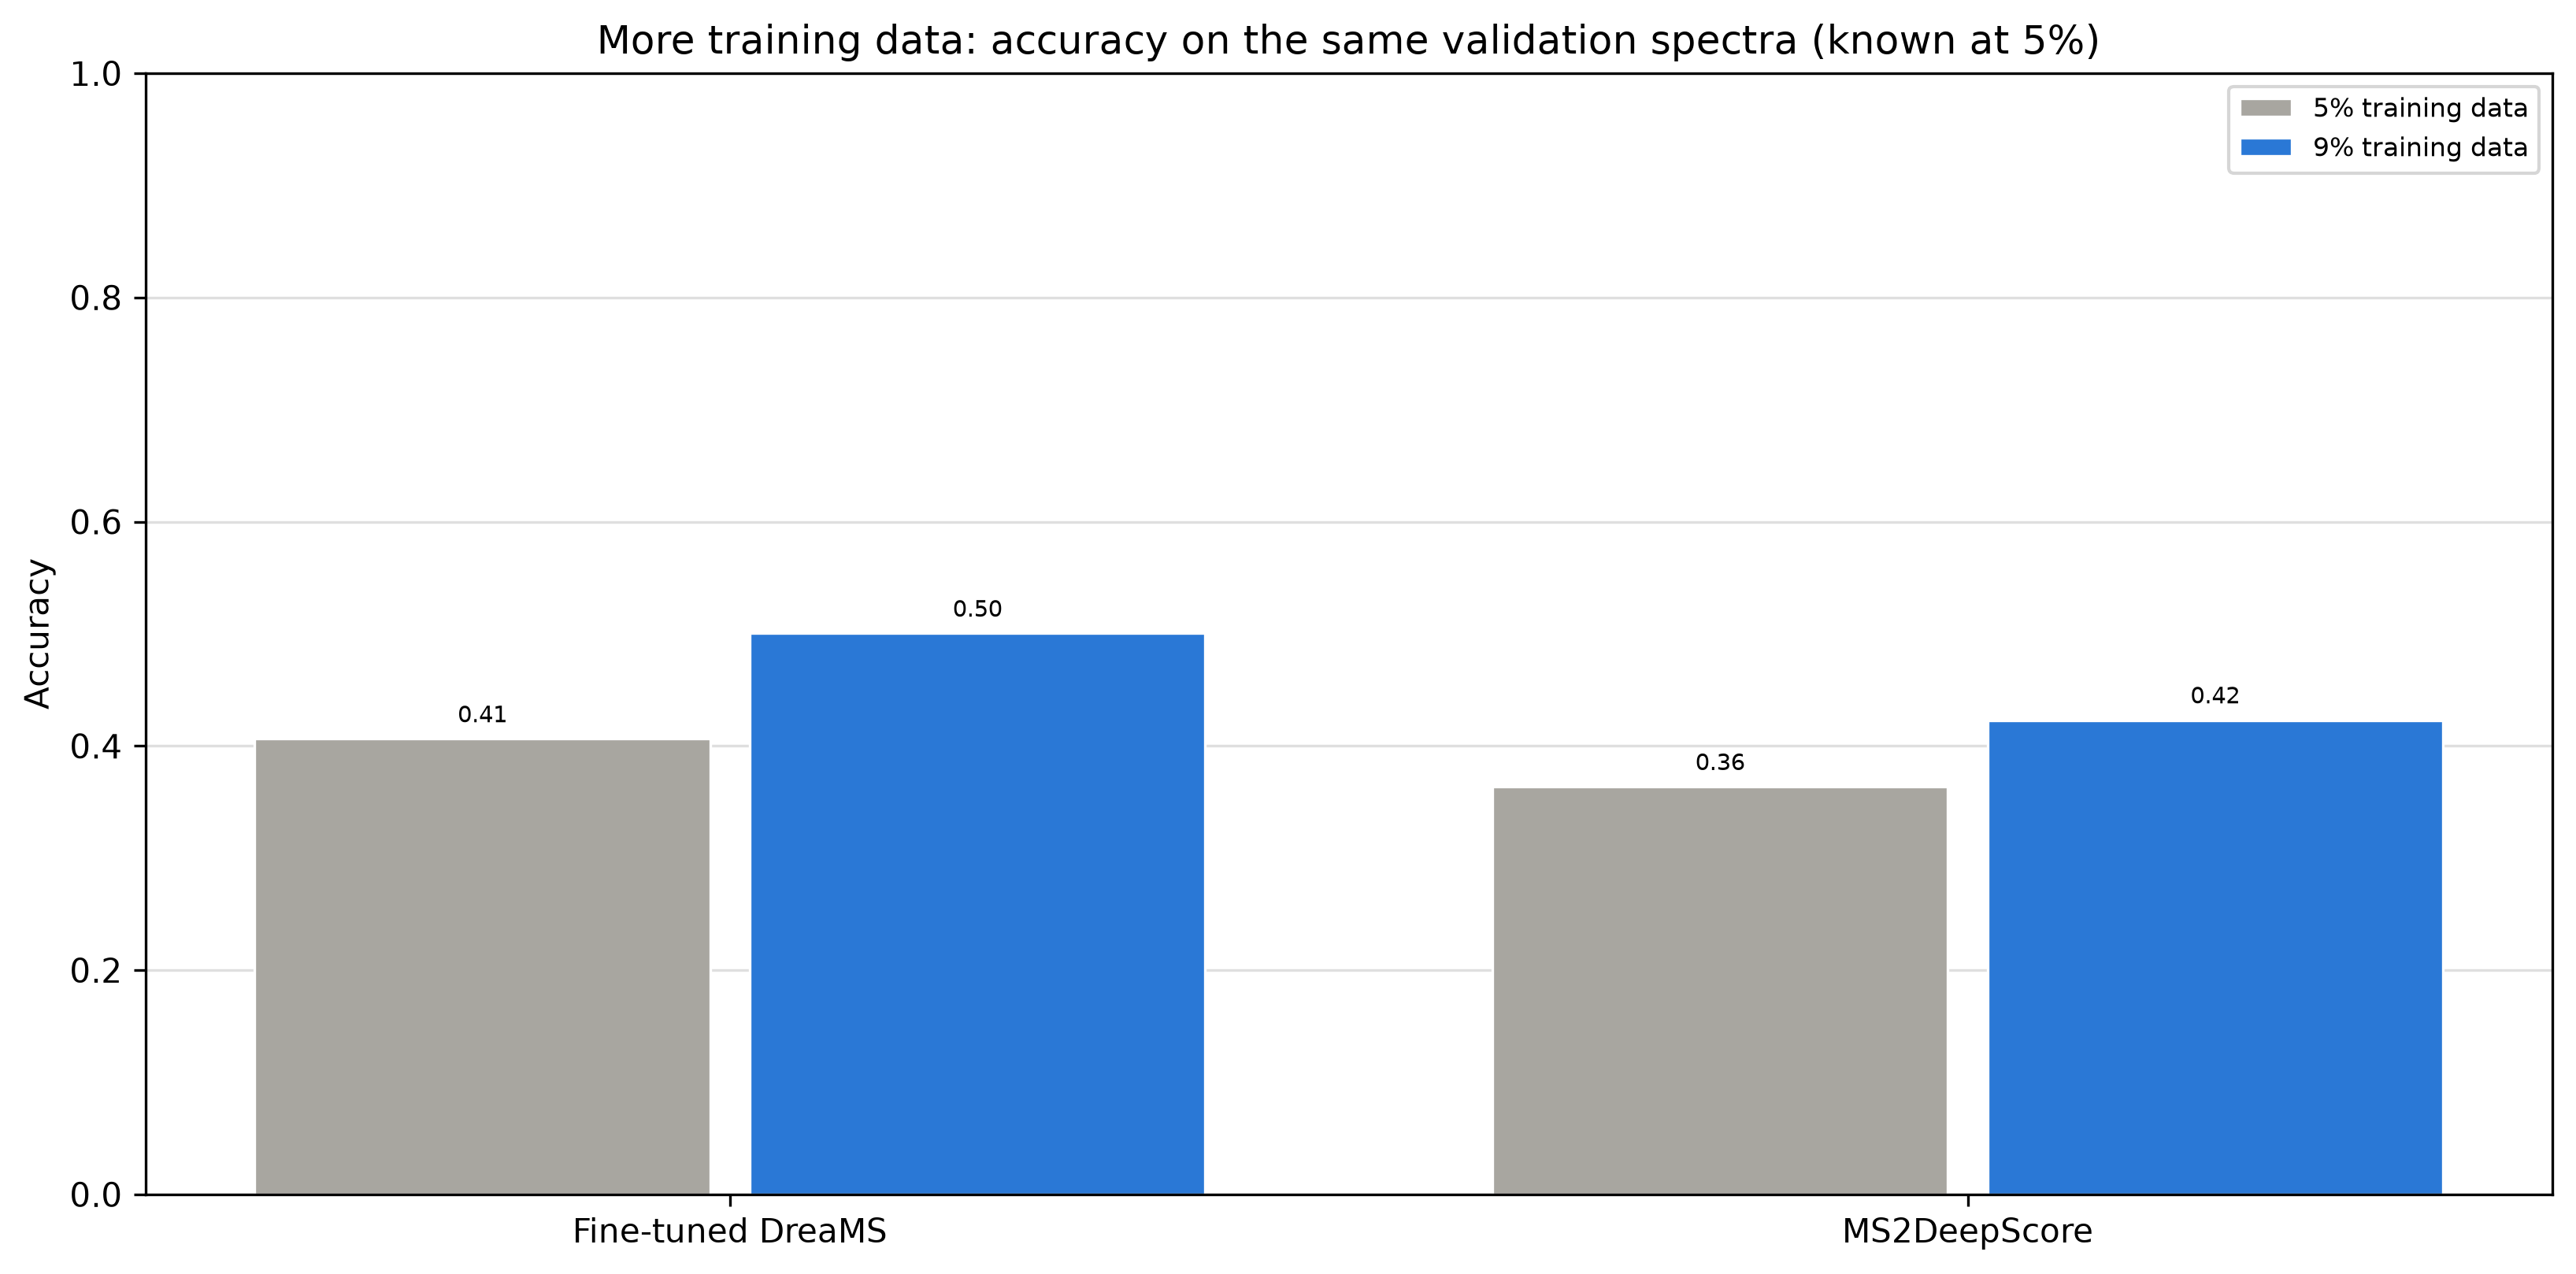 More training data: accuracy on the same validation spectra (known at 5%)
1.0
0.8
0.6
0.4
0.2
0.0
Accuracy
5% training data
9% training data
0.41
0.50
0.36
0.42
Fine-tuned DreaMS
MS2DeepScore